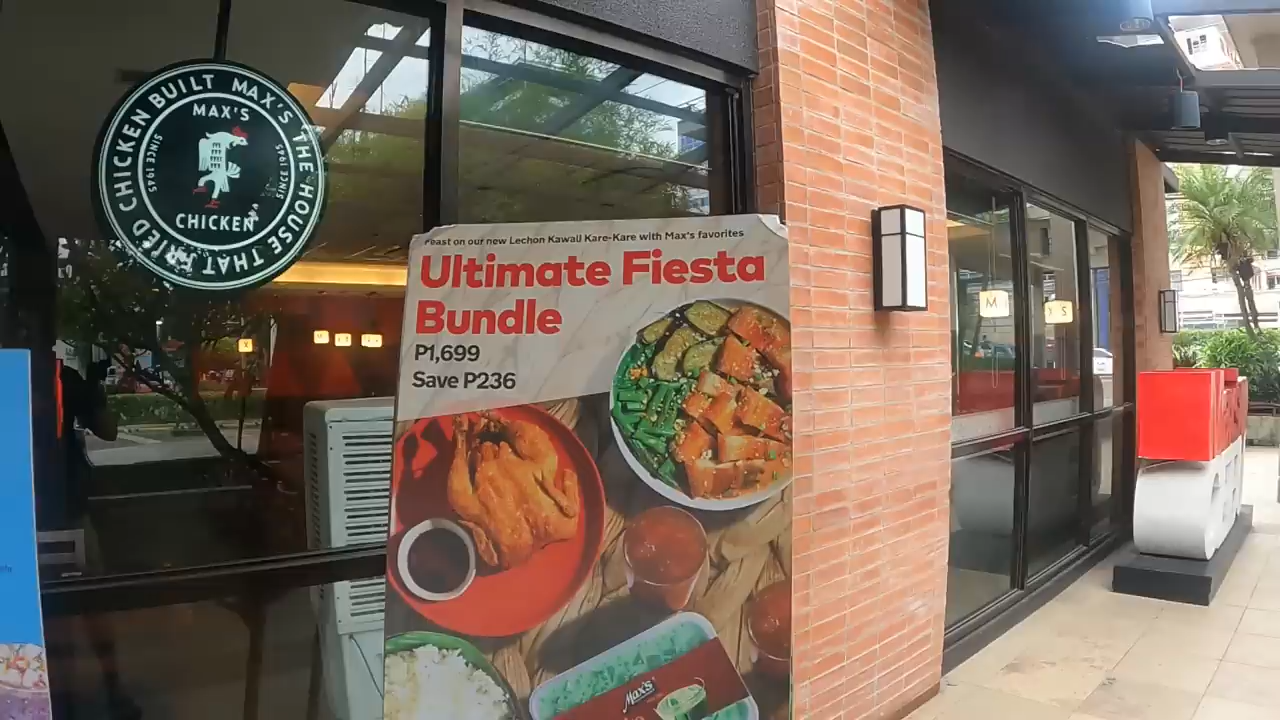 MAX'S THE HOUSE THAT FRIED CHICKEN BUILT
MAX'S
SINCE 1945
SINCE 1945
CHICKEN
Feast on our new Lechon Kawali Kare-Kare with Max's favorites
Ultimate Fiesta
Bundle
P1,699
Save P236
Max's
M
S